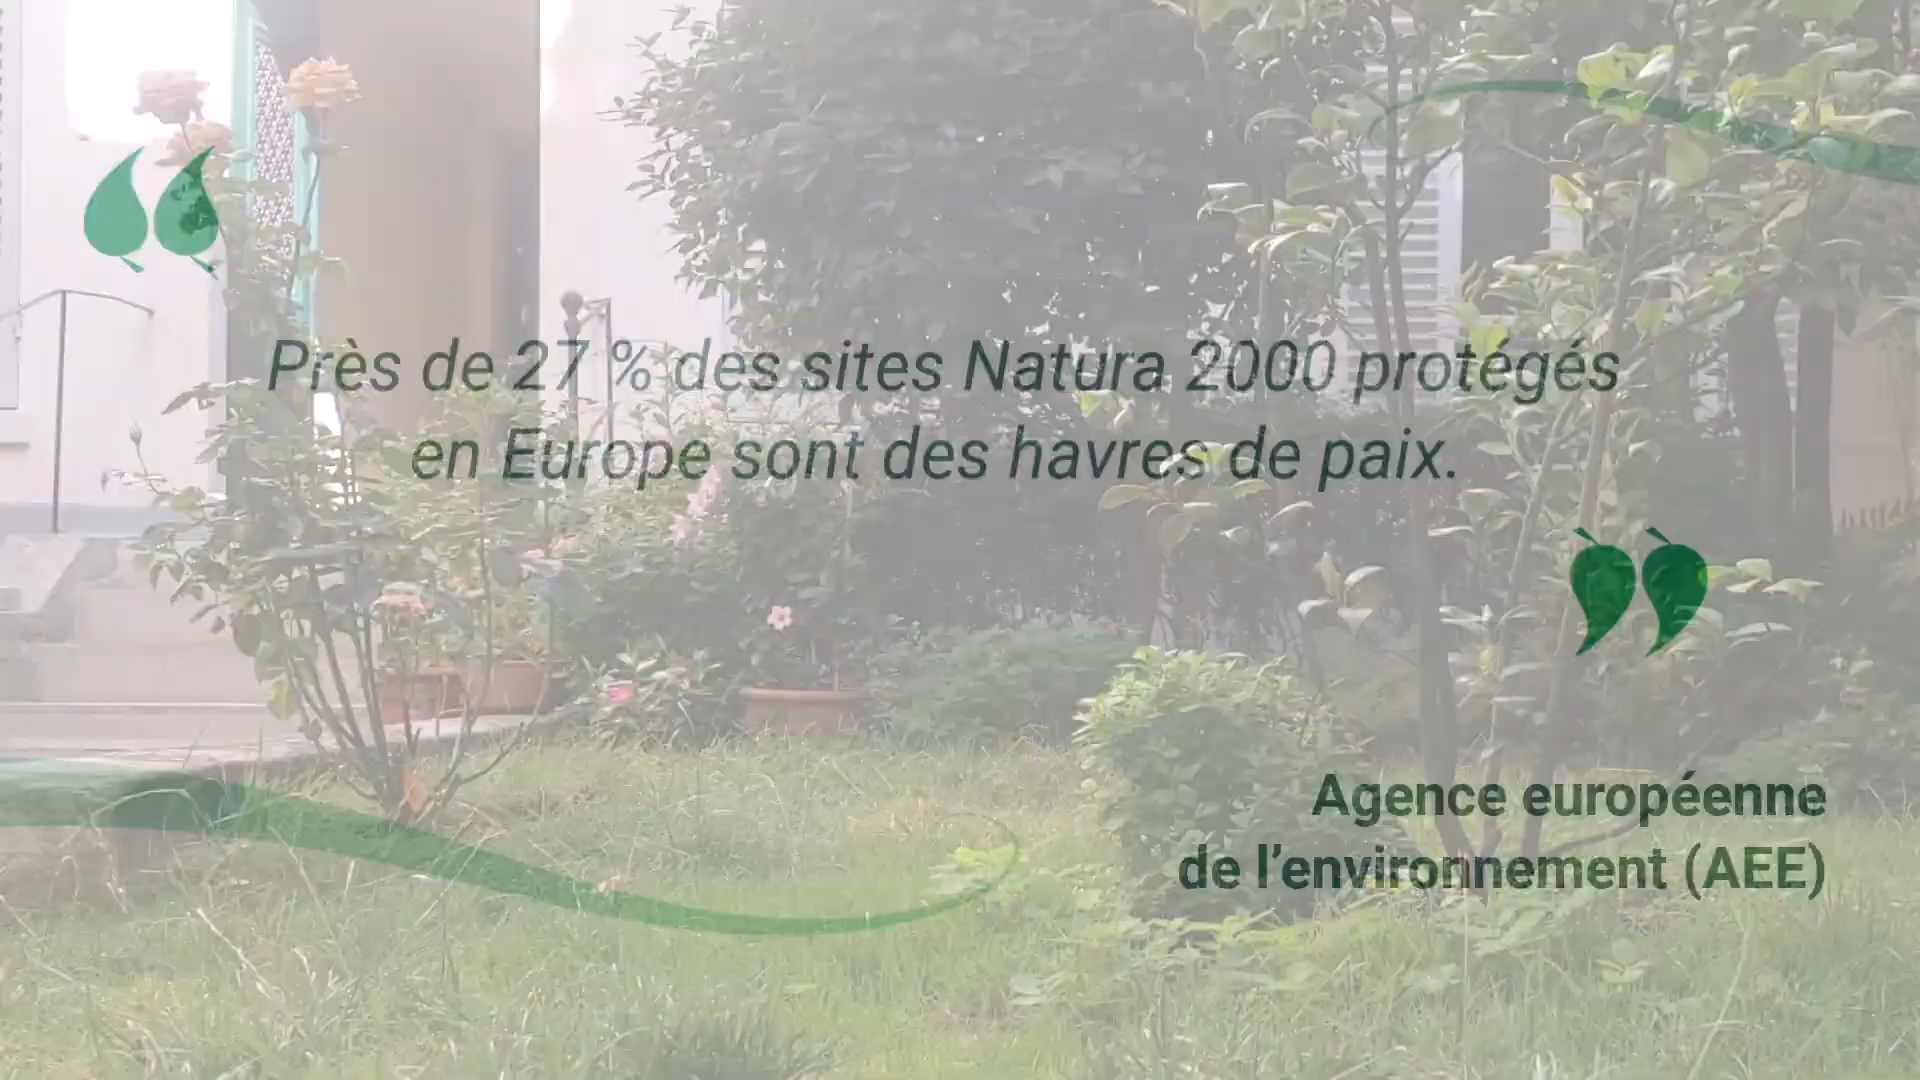 Près de 27 % des sites Natura 2000 protégés
en Europe sont des havres de paix.
Agence européenne
de l’environnement (AEE)